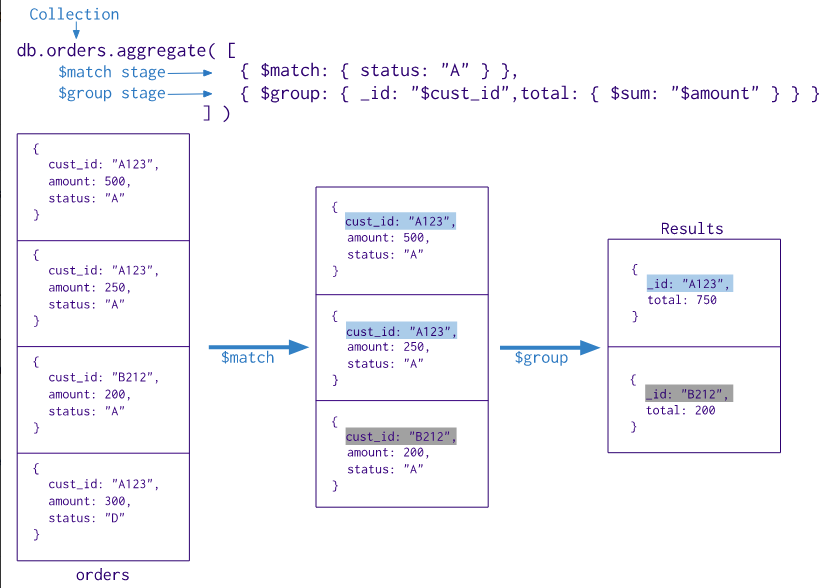 Collection
db.orders.aggregate( [
$match stage { $match: { status: "A" } },
$group stage { $group: { _id: "$cust_id",total: { $sum: "$amount" } } }
] )
{
cust_id: "A123",
amount: 500,
status: "A"
}
{
cust_id: "A123",
amount: 250,
status: "A"
}
{
cust_id: "B212",
amount: 200,
status: "A"
}
{
cust_id: "A123",
amount: 300,
status: "D"
}
orders
$match
{
cust_id: "A123",
amount: 500,
status: "A"
}
{
cust_id: "A123",
amount: 250,
status: "A"
}
{
cust_id: "B212",
amount: 200,
status: "A"
}
$group
Results
{
_id: "A123",
total: 750
}
{
_id: "B212",
total: 200
}